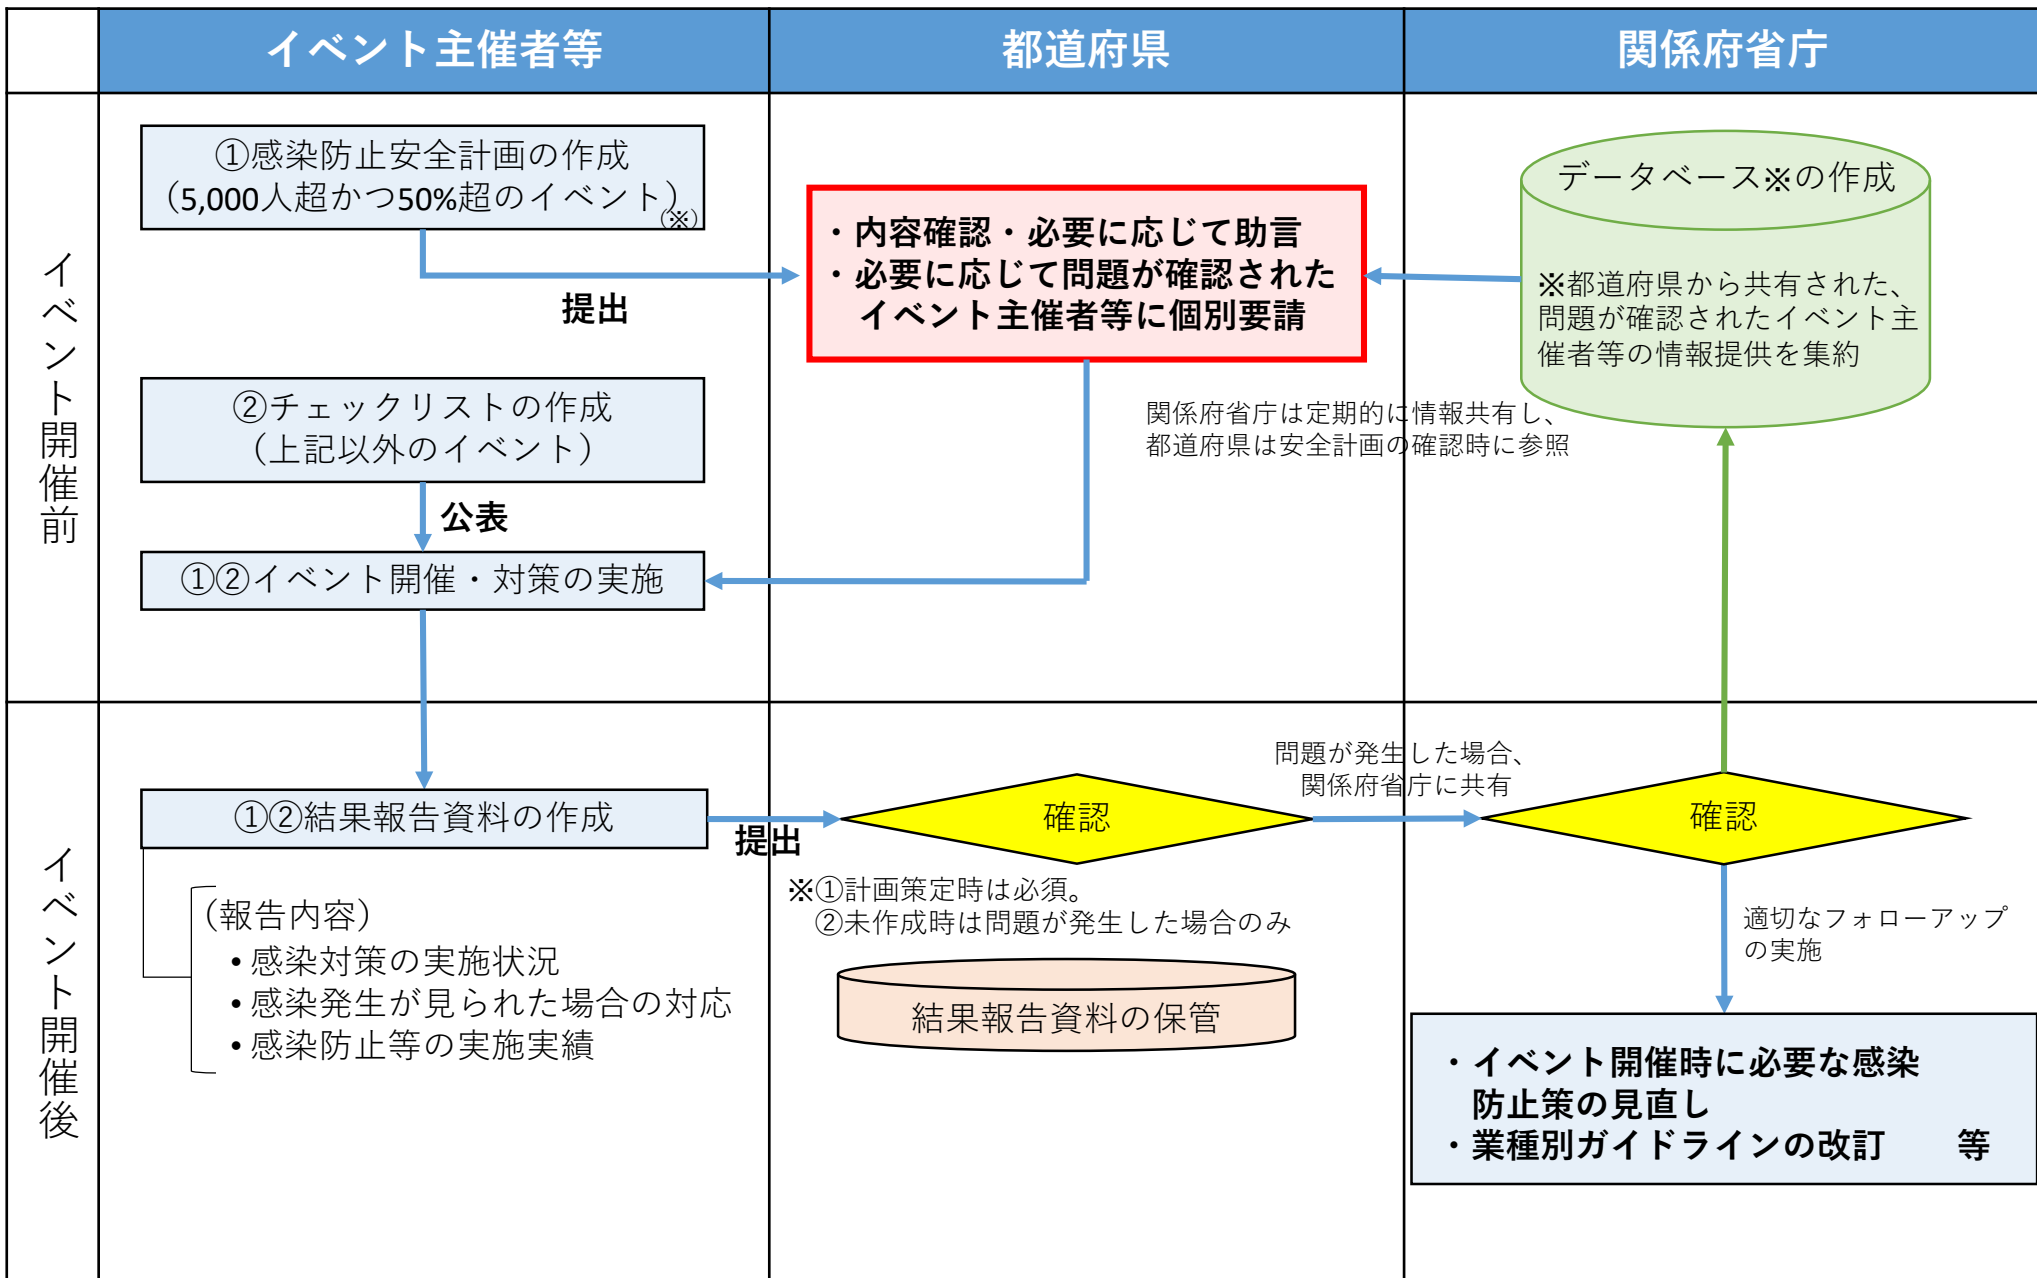 イベント主催者等
都道府県
関係府省庁
イベント開催前
①感染防止安全計画の作成
（5,000人超かつ50%超のイベント）
(※)
提出
・内容確認・必要に応じて助言
・必要に応じて問題が確認された
イベント主催者等に個別要請
データベース※の作成
※都道府県から共有された、
問題が確認されたイベント主
催者等の情報提供を集約
関係府省庁は定期的に情報共有し、
都道府県は安全計画の確認時に参照
②チェックリストの作成
（上記以外のイベント）
公表
①②イベント開催・対策の実施
イベント開催後
①②結果報告資料の作成
提出
確認
問題が発生した場合、
関係府省庁に共有
確認
（報告内容）
• 感染対策の実施状況
• 感染発生が見られた場合の対応
• 感染防止等の実施実績
※①計画策定時は必須。
②未作成時は問題が発生した場合のみ
結果報告資料の保管
適切なフォローアップ
の実施
・イベント開催時に必要な感染
防止策の見直し
・業種別ガイドラインの改訂　等